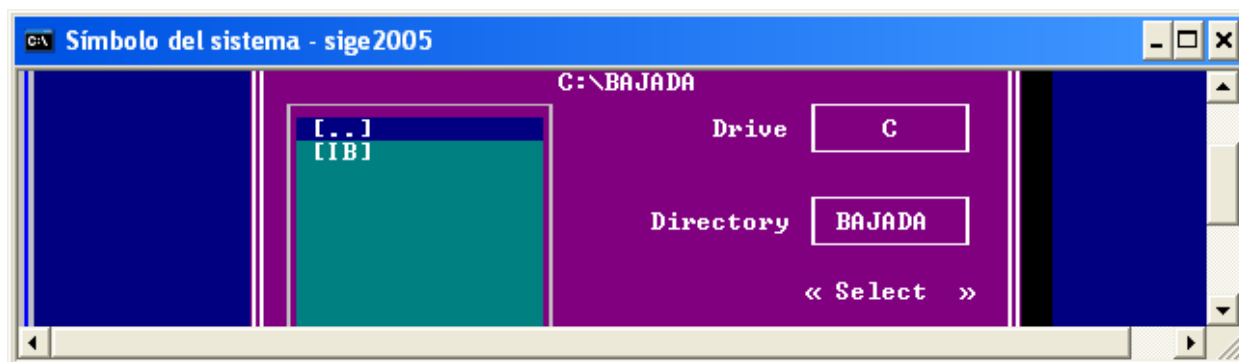 Símbolo del sistema - sige2005
C:\BAJADA
[..]
Drive C
[IB]
Directory BAJADA
« Select »